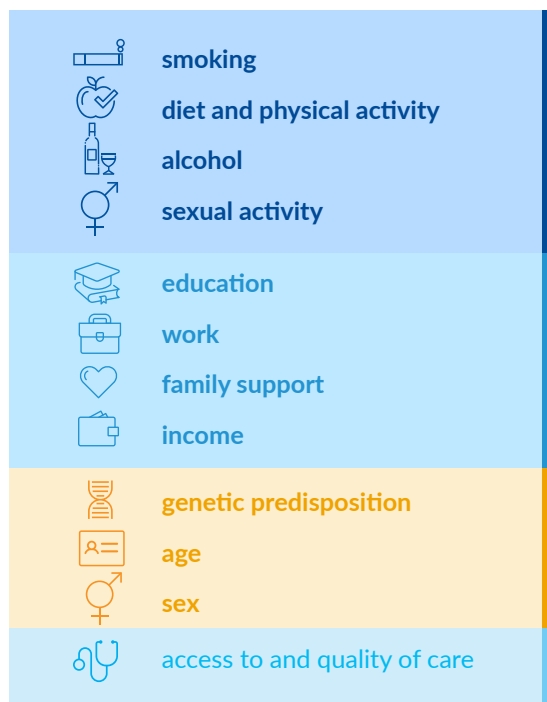 smoking
diet and physical activity
alcohol
sexual activity
education
work
family support
income
genetic predisposition
age
sex
access to and quality of care